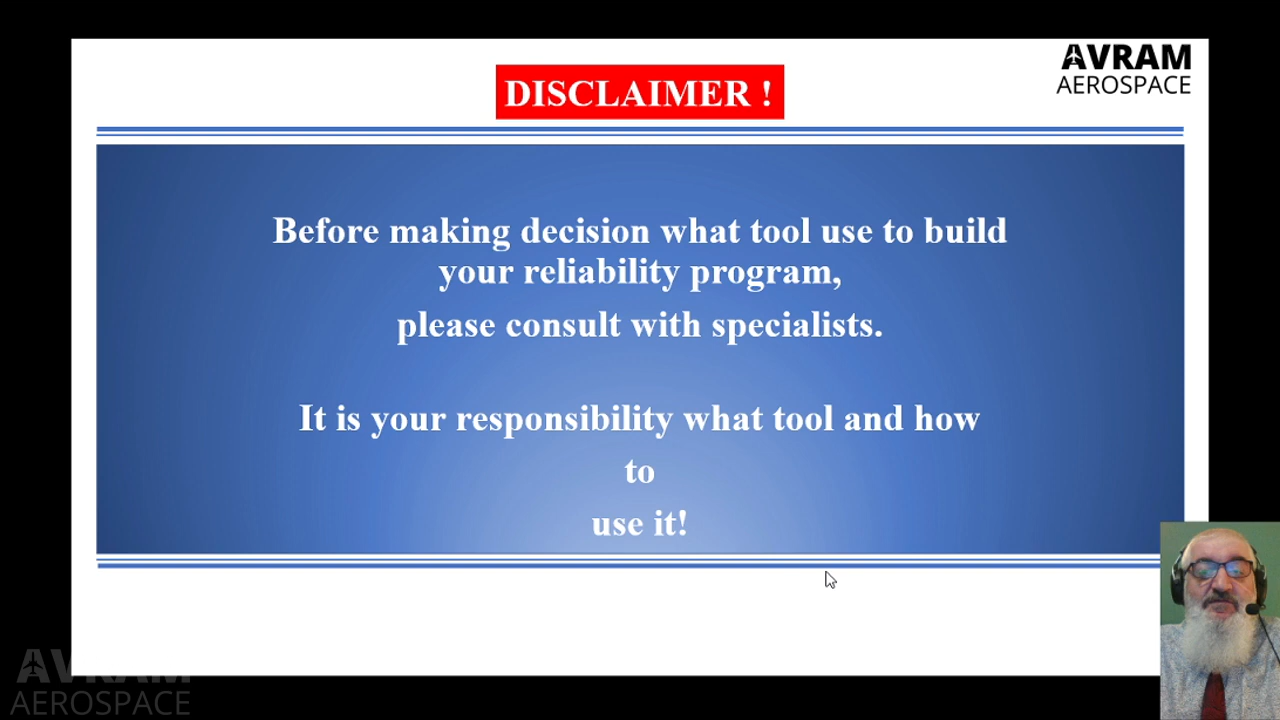 AVRAM
AEROSPACE
DISCLAIMER !
Before making decision what tool use to build
your reliability program,
please consult with specialists.
It is your responsibility what tool and how
to
use it!
AVRAM
AEROSPACE